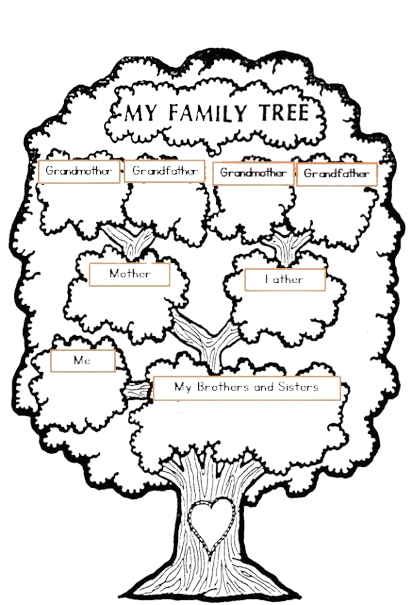 MY FAMILY TREE
Grandmother Grandfather Grandmother Grandfather
Mother Father
Me
My Brothers and Sisters